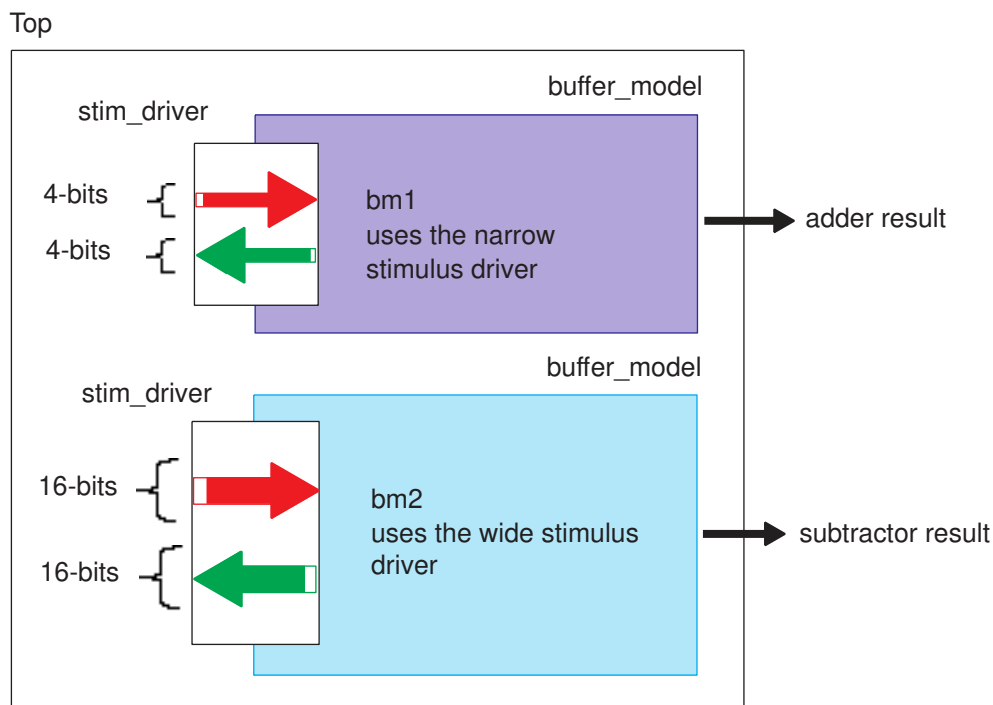 Top
buffer_model
stim_driver
4-bits
4-bits
bm1
uses the narrow
stimulus driver
adder result
buffer_model
stim_driver
16-bits
16-bits
bm2
uses the wide stimulus
driver
subtractor result